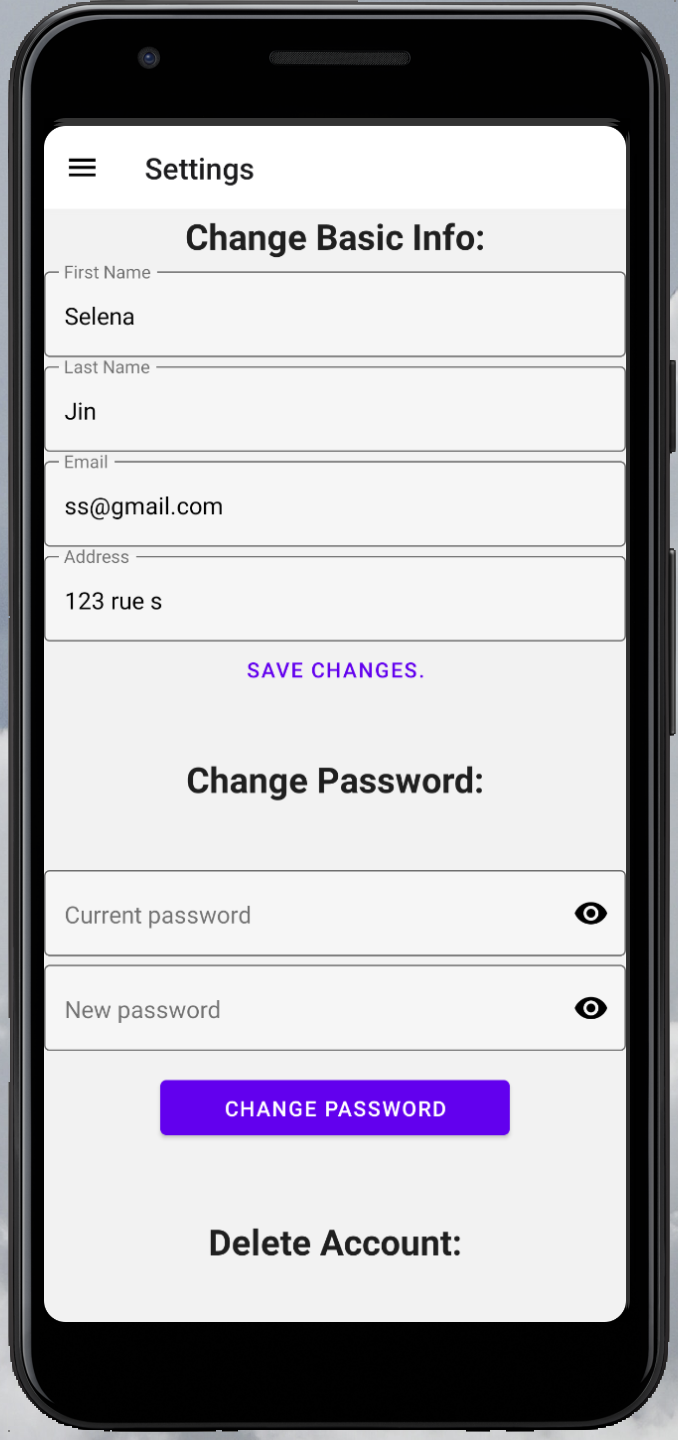 Settings
Change Basic Info:
First Name
Selena
Last Name
Jin
Email
ss@gmail.com
Address
123 rue s
SAVE CHANGES.
Change Password:
Current password
New password
CHANGE PASSWORD
Delete Account: